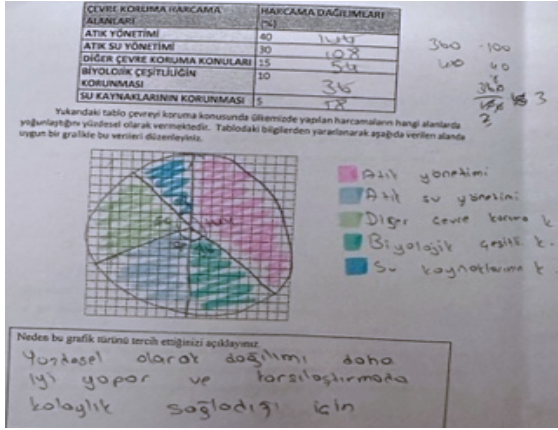 ÇEVRE KORUMA HARCAMA ALANLARI HARCAMA DAĞILIMLARI (%)
ATIK YÖNETİMİ 40 144
ATIK SU YÖNETİMİ 30 108
DİĞER ÇEVRE KORUMA KONULARI 15 54
BİYOLOJİK ÇEŞİTLİLİĞİN KORUNMASI 10 36
SU KAYNAKLARININ KORUNMASI 5 18
360 100
40
Yukarıdaki tablo çevreyi koruma konusunda ülkemizde yapılan harcamaların hangi alanlarda
yoğunlaştığını yüzdesel olarak vermektedir. Tablodaki bilgilerden yararlanarak aşağıda verilen alanda
uygun bir grafikle bu verileri düzenleyiniz.
Atık yönetimi
Atık su yönetimi
Diğer çevre koruma k
Biyolojik çeşitli k.
Su kaynaklarının k
Neden bu grafik türünü tercih ettiğinizi açıklayınız.
Yüzdesel olarak dağılımı daha
iyi yapar ve karşılaştırmada
kolaylık sağladığı için